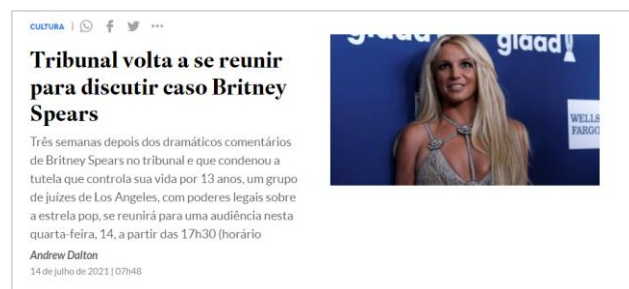 CULTURA
Tribunal volta a se reunir
para discutir caso Britney
Spears
Três semanas depois dos dramáticos comentários
de Britney Spears no tribunal e que condenou a
tutela que controla sua vida por 13 anos, um grupo
de juízes de Los Angeles, com poderes legais sobre
a estrela pop, se reunirá para uma audiência nesta
quarta-feira, 14, a partir das 17h30 (horário
Andrew Dalton
14 de julho de 2021 | 07h48
glaad
WELLS
FARGO